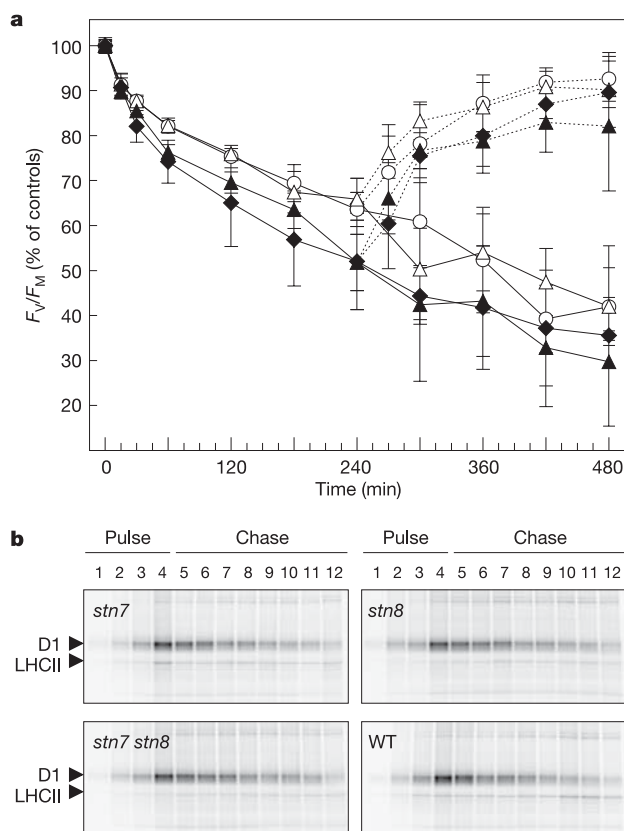 a
100
90
80
70
60
50
40
30
20
F_V/F_M (% of controls)
0 120 240 360 480
Time (min)
b
Pulse Chase Pulse Chase
1 2 3 4 5 6 7 8 9 10 11 12 1 2 3 4 5 6 7 8 9 10 11 12
stn7 stn8
D1
LHCII
stn7 stn8 WT
D1
LHCII